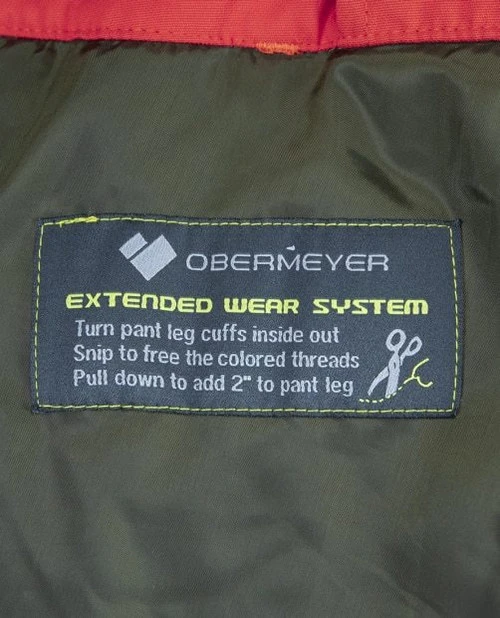 OBERMEYER
EXTENDED WEAR SYSTEM
Turn pant leg cuffs inside out
Snip to free the colored threads
Pull down to add 2" to pant leg